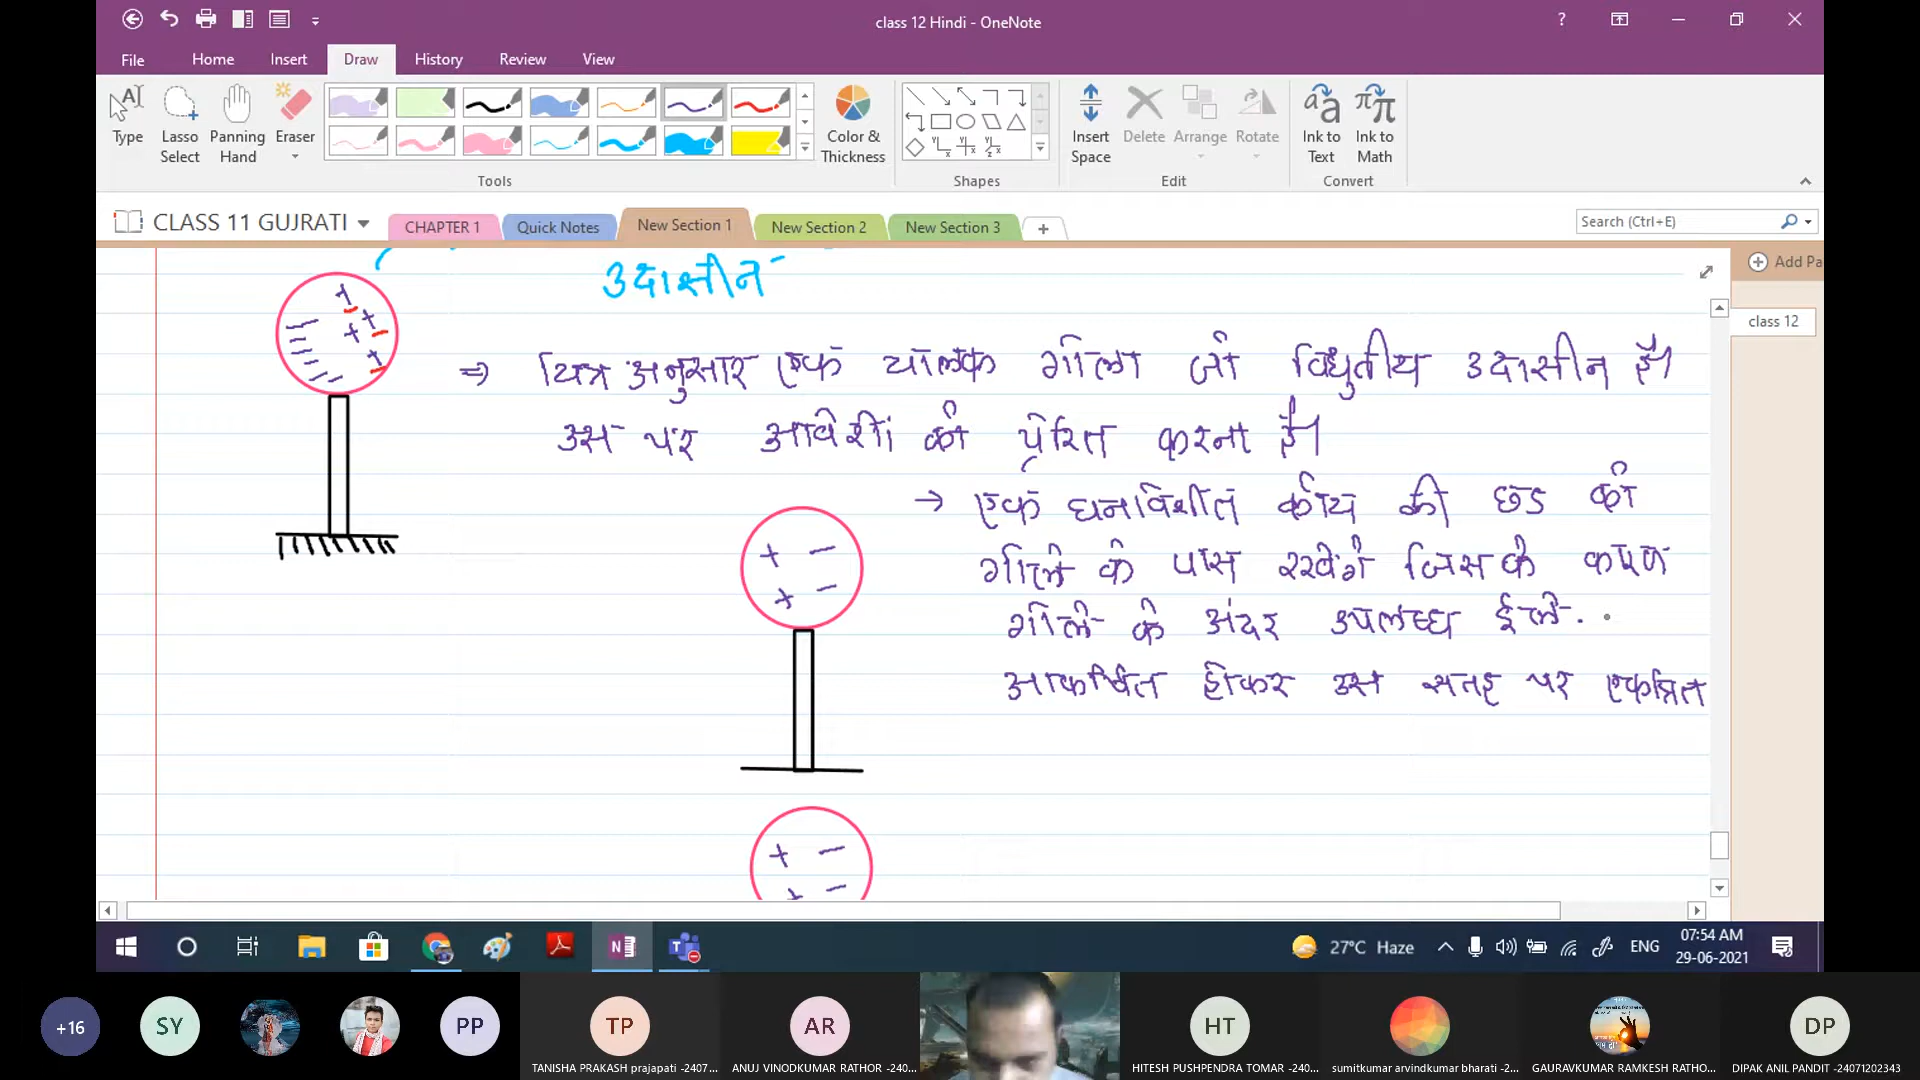 class 12 Hindi - OneNote
File Home Insert Draw History Review View
Type
Lasso Select
Panning Hand
Eraser
Color & Thickness
Insert Space
Delete
Arrange
Rotate
Ink to Text
Ink to Math
Tools Shapes Edit Convert
CLASS 11 GUJRATI
CHAPTER 1 Quick Notes New Section 1 New Section 2 New Section 3
Search (Ctrl+E)
Add Pa
class 12
उदासीन
⇒ चित्र अनुसार एक चालक गोला जो विधुतीय उदासीन है।
उस पर आवेशों को प्रेरित करना है।
→ एक घनावेशीत काँच की छड को
गोले के पास रखेंगे जिसके कारण
गोले के अंदर उपलब्ध ईले.
आकर्षित होकर उस सतह पर एकत्रित
27°C Haze
ENG
07:54 AM
29-06-2021
+16
SY
PP
TP
AR
HT
DP
TANISHA PRAKASH prajapati -2407...
ANUJ VINODKUMAR RATHOR -240...
HITESH PUSHPENDRA TOMAR -240...
sumitkumar arvindkumar bharati -2...
GAURAVKUMAR RAMKESH RATHO...
DIPAK ANIL PANDIT -24071202343